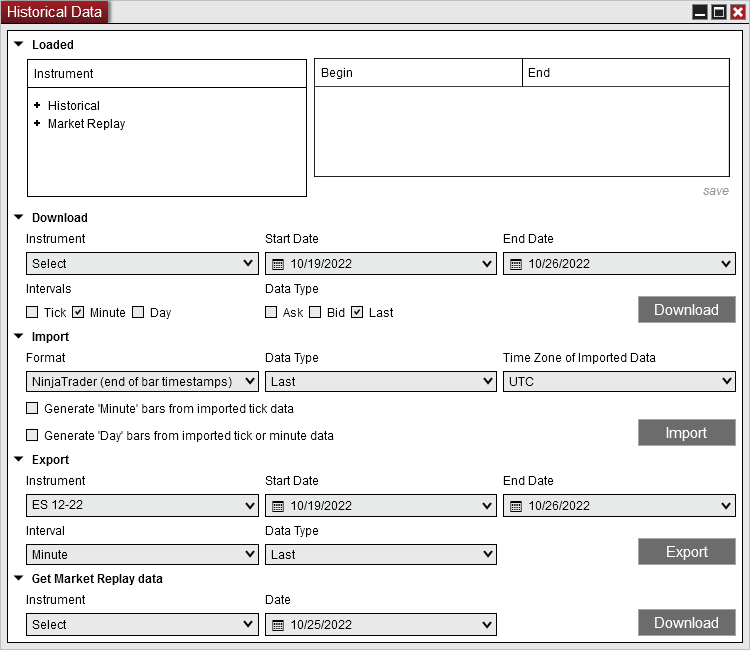 Historical Data
Loaded
Instrument
Begin End
Historical
Market Replay
save
Download
Instrument Start Date End Date
Select 10/19/2022 10/26/2022
Intervals Data Type
Tick Minute Day Ask Bid Last
Download
Import
Format Data Type Time Zone of Imported Data
NinjaTrader (end of bar timestamps) Last UTC
Generate 'Minute' bars from imported tick data
Generate 'Day' bars from imported tick or minute data
Import
Export
Instrument Start Date End Date
ES 12-22 10/19/2022 10/26/2022
Interval Data Type
Minute Last
Export
Get Market Replay data
Instrument Date
Select 10/25/2022
Download